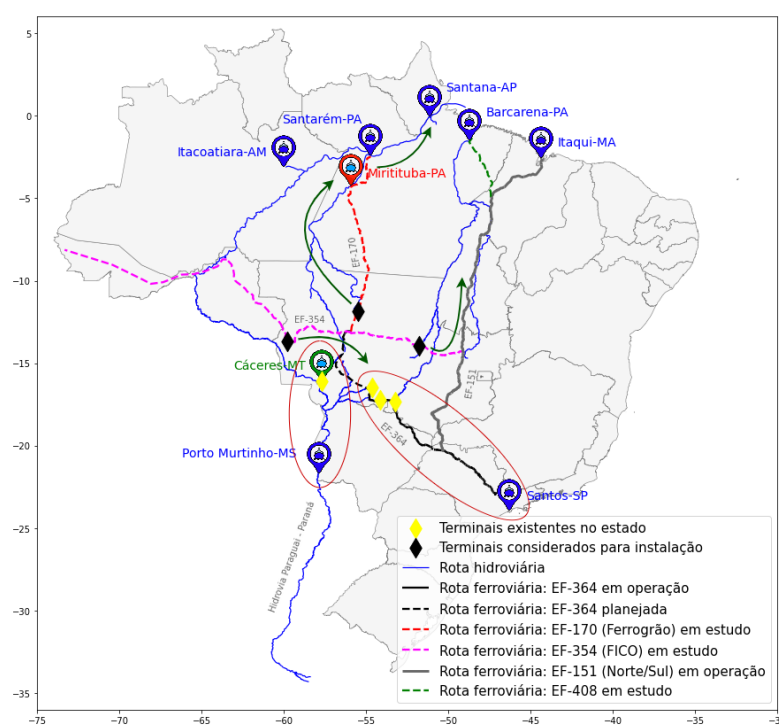 5
0
−5
−10
−15
−20
−25
−30
−35
−75
−70
−65
−60
−55
−50
−45
−40
−35
−30
Santana-AP
Santarém-PA
Barcarena-PA
Itacoatiara-AM
Itaqui-MA
Miritituba-PA
EF-170
EF-354
Cáceres-MT
EF-151
EF-364
Porto Murtinho-MS
Santos-SP
Hidrovia Paraguai - Paraná
Terminais existentes no estado
Terminais considerados para instalação
Rota hidroviária
Rota ferroviária: EF-364 em operação
Rota ferroviária: EF-364 planejada
Rota ferroviária: EF-170 (Ferrogrão) em estudo
Rota ferroviária: EF-354 (FICO) em estudo
Rota ferroviária: EF-151 (Norte/Sul) em operação
Rota ferroviária: EF-408 em estudo